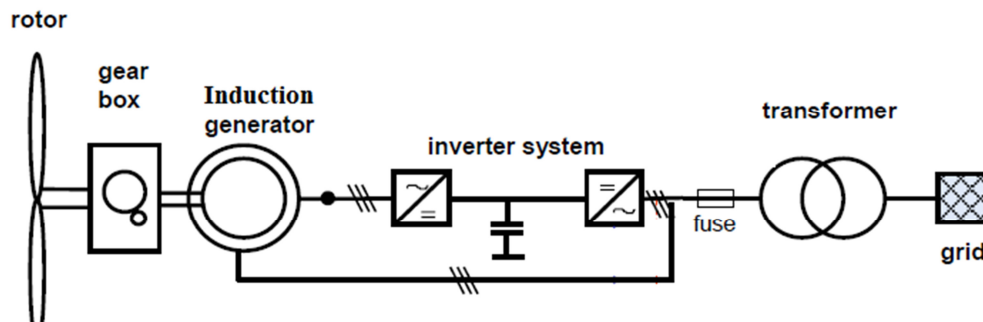 rotor
gear
box
Induction
generator
inverter system
transformer
fuse
grid